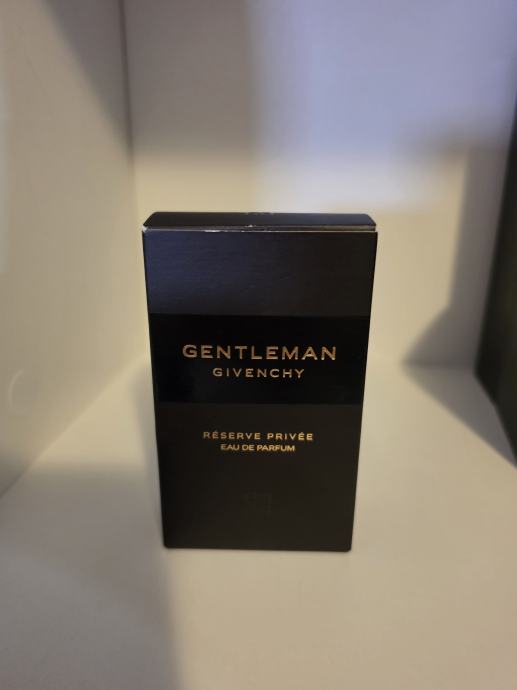 GENTLEMAN
GIVENCHY
RÉSERVE PRIVÉE
EAU DE PARFUM